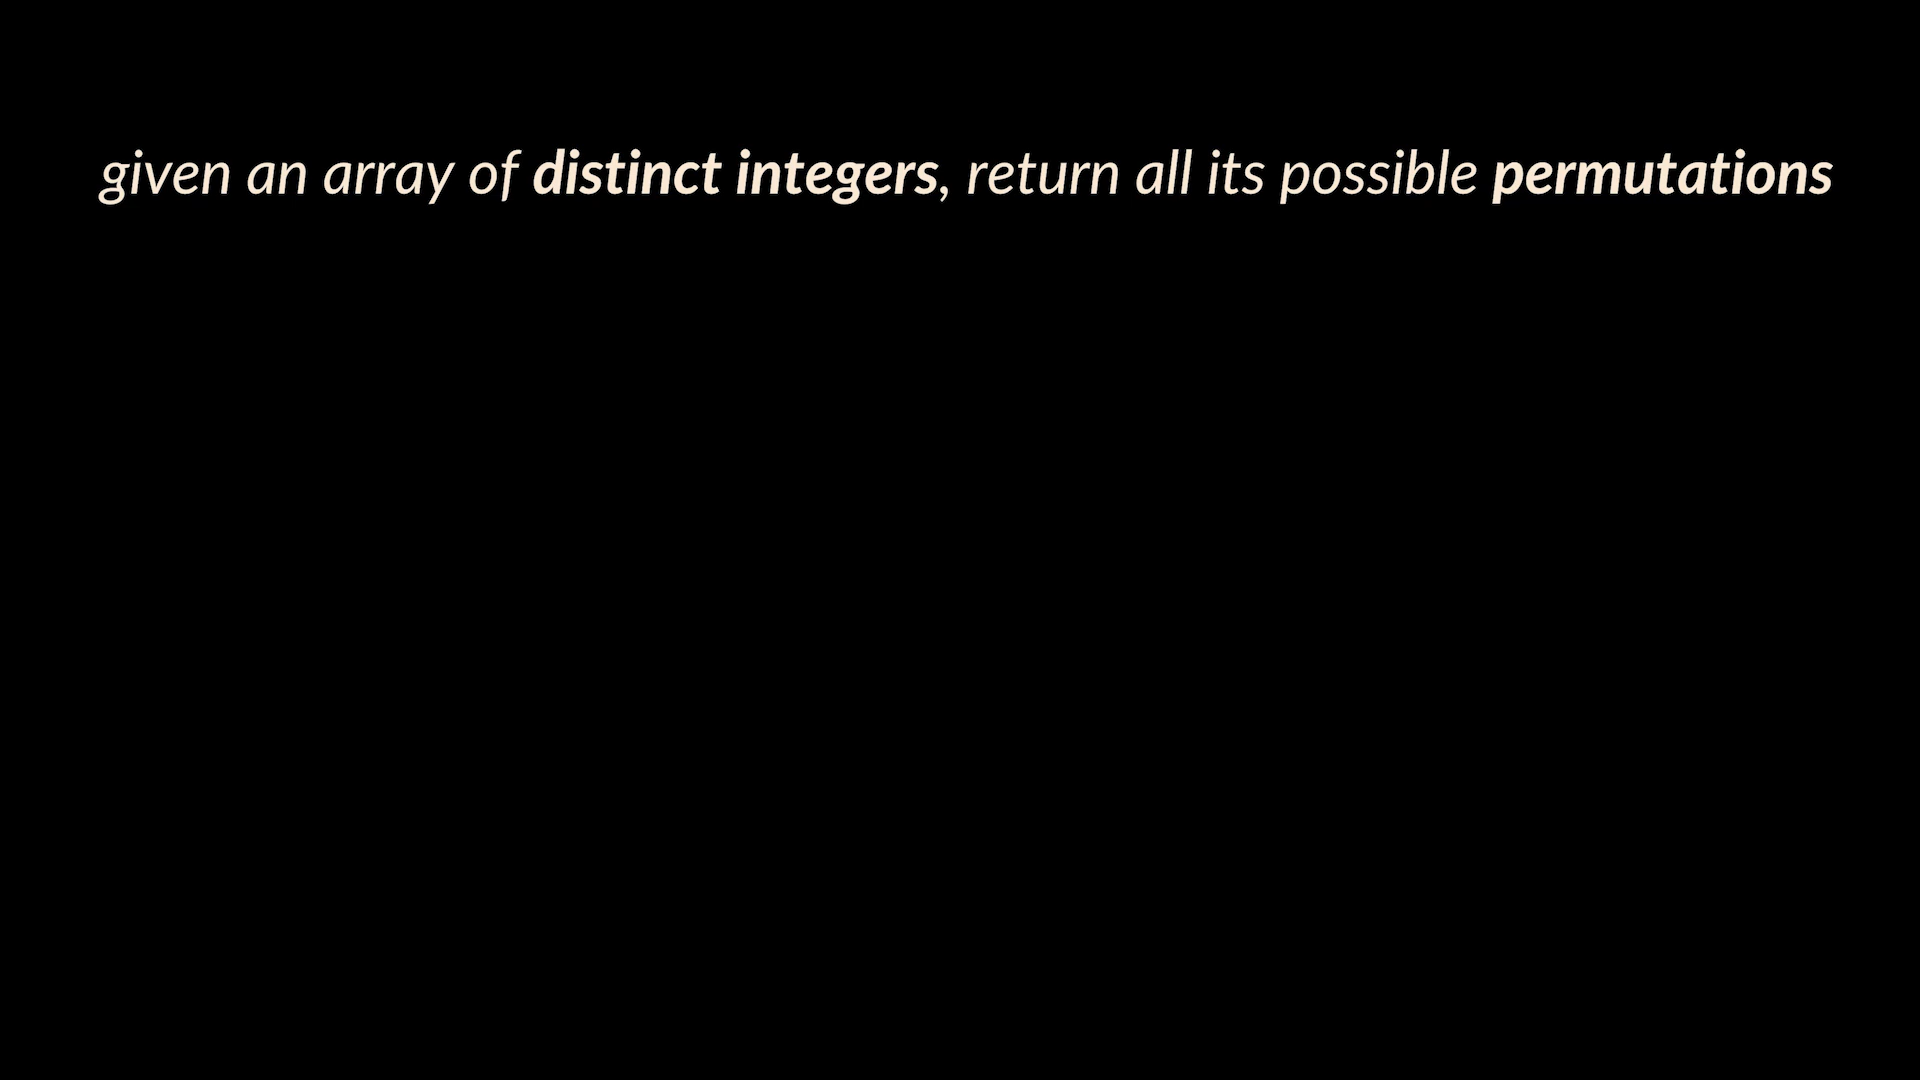 given an array of distinct integers, return all its possible permutations